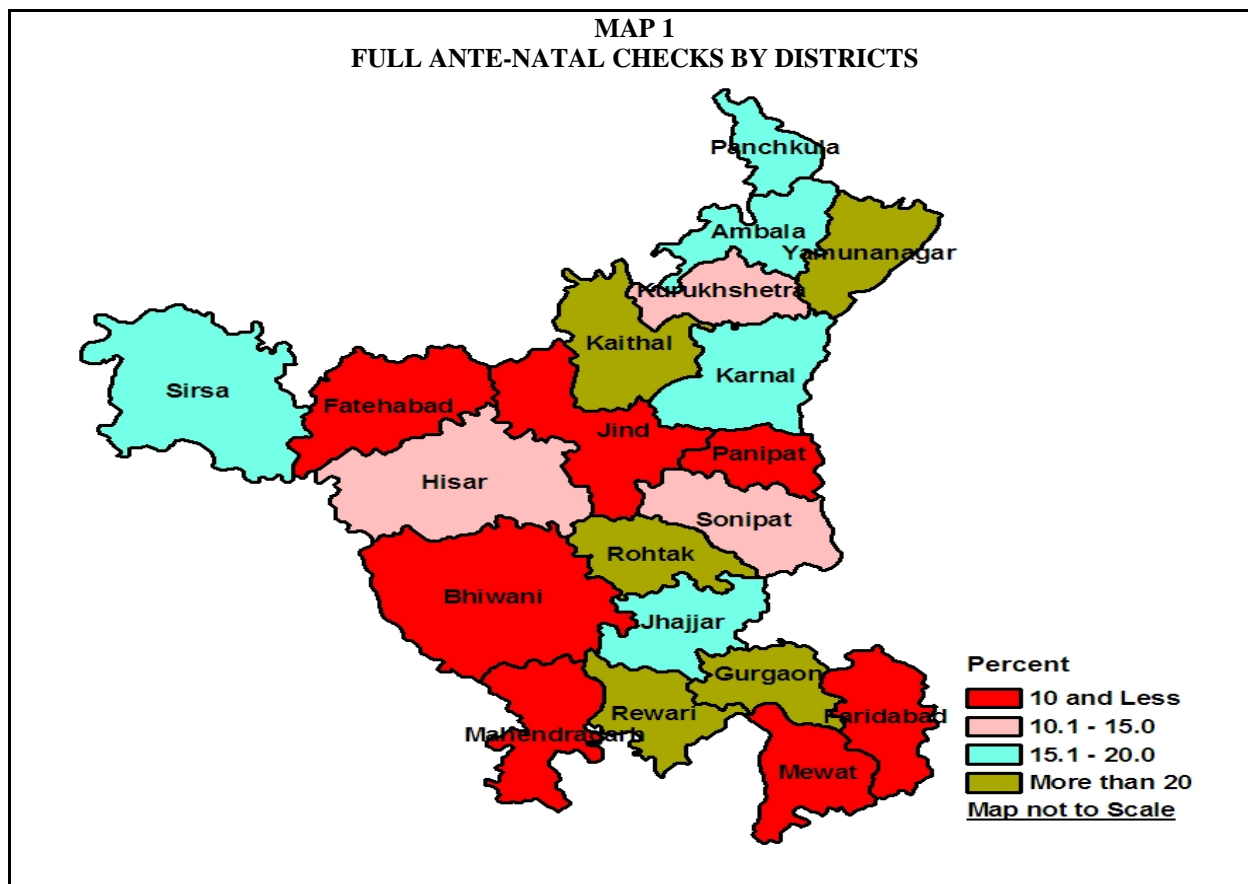 MAP 1
FULL ANTE-NATAL CHECKS BY DISTRICTS
Panchkula
Ambala
Yamunanagar
Kurukhshetra
Kaithal
Karnal
Sirsa
Fatehabad
Jind
Panipat
Hisar
Sonipat
Rohtak
Bhiwani
Jhajjar
Gurgaon
Rewari
Faridabad
Mahendragarh
Mewat
Percent
10 and Less
10.1 - 15.0
15.1 - 20.0
More than 20
Map not to Scale